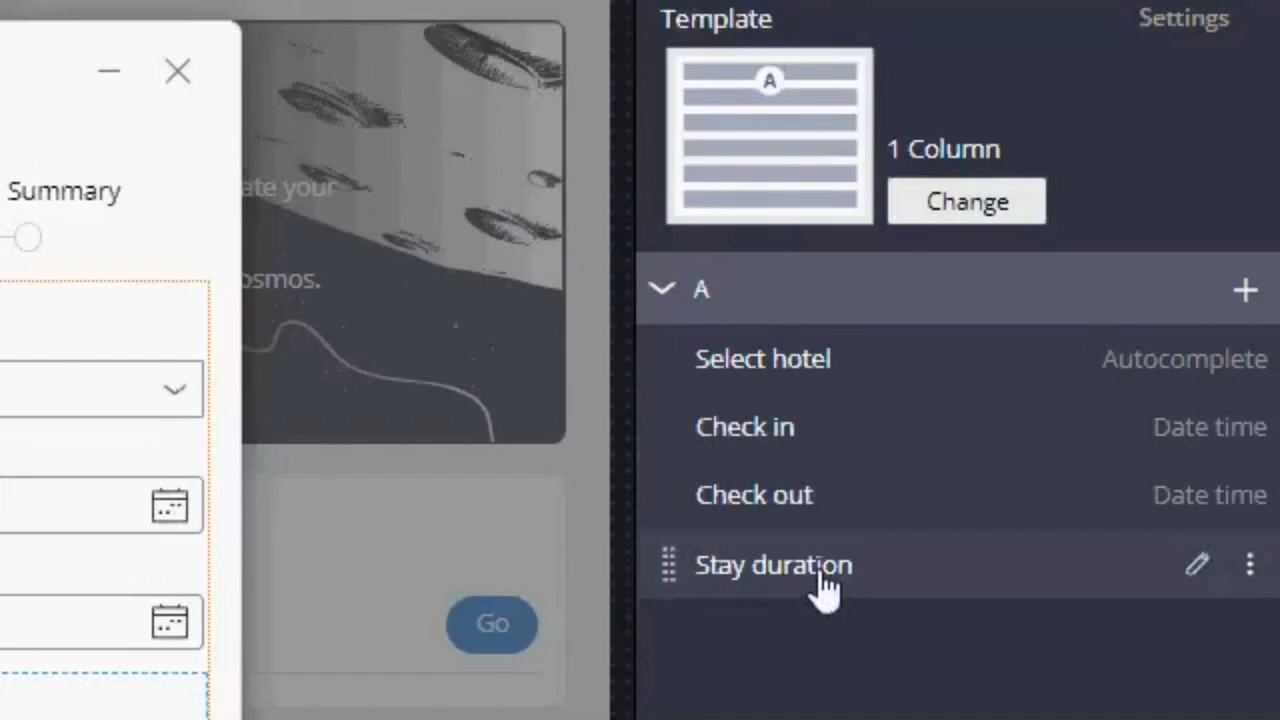 Summary
ate your
osmos.
Go
Template
Settings
A
1 Column
Change
A
Select hotel
Autocomplete
Check in
Date time
Check out
Date time
Stay duration